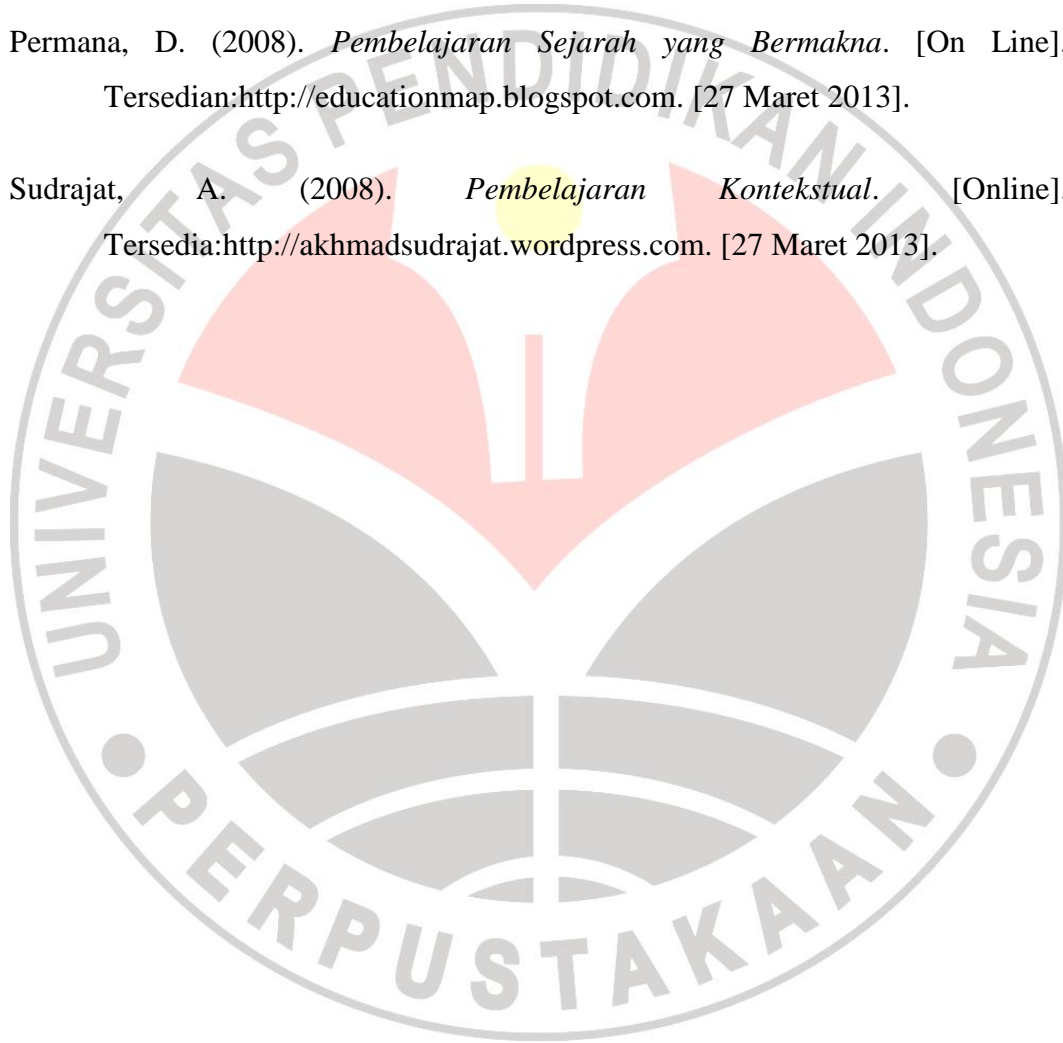 Permana, D. (2008). Pembelajaran Sejarah yang Bermakna. [On Line].
Tersedian:http://educationmap.blogspot.com. [27 Maret 2013].
Sudrajat, A. (2008). Pembelajaran Kontekstual. [Online].
Tersedia:http://akhmadsudrajat.wordpress.com. [27 Maret 2013].
UNIVERSITAS PENDIDIKAN INDONESIA
PERPUSTAKAAN